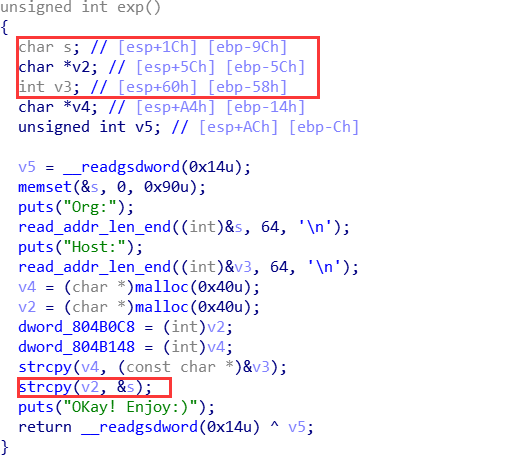 unsigned int exp()
{
  char s; // [esp+1Ch] [ebp-9Ch]
  char *v2; // [esp+5Ch] [ebp-5Ch]
  int v3; // [esp+60h] [ebp-58h]
  char *v4; // [esp+A4h] [ebp-14h]
  unsigned int v5; // [esp+ACh] [ebp-Ch]

  v5 = __readgsdword(0x14u);
  memset(&s, 0, 0x90u);
  puts("Org:");
  read_addr_len_end((int)&s, 64, '\n');
  puts("Host:");
  read_addr_len_end((int)&v3, 64, '\n');
  v4 = (char *)malloc(0x40u);
  v2 = (char *)malloc(0x40u);
  dword_804B0C8 = (int)v2;
  dword_804B148 = (int)v4;
  strcpy(v4, (const char *)&v3);
  strcpy(v2, &s);
  puts("OKay! Enjoy:)");
  return __readgsdword(0x14u) ^ v5;
}